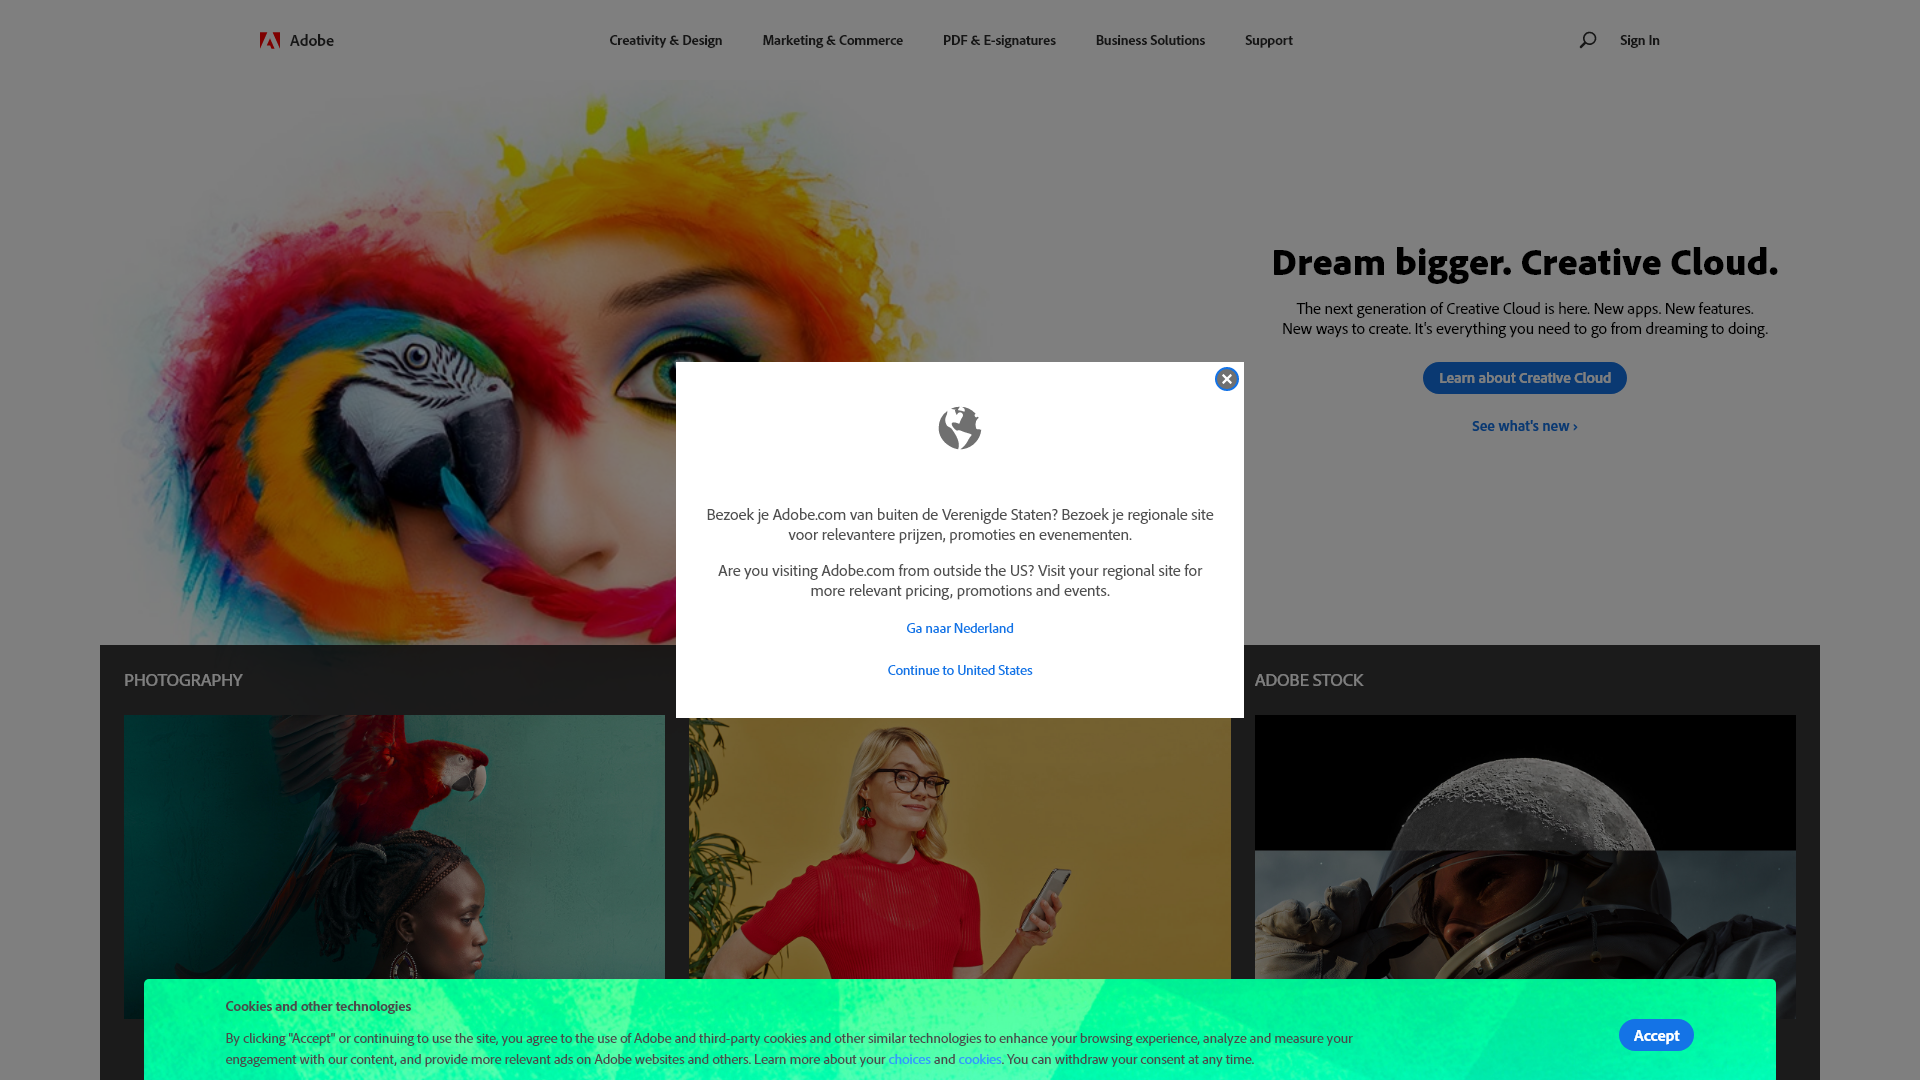 Adobe
Creativity & Design
Marketing & Commerce
PDF & E-signatures
Business Solutions
Support
Sign In
Dream bigger. Creative Cloud.
The next generation of Creative Cloud is here. New apps. New features.
New ways to create. It's everything you need to go from dreaming to doing.
Learn about Creative Cloud
See what's new ›
Bezoek je Adobe.com van buiten de Verenigde Staten? Bezoek je regionale site
voor relevantere prijzen, promoties en evenementen.
Are you visiting Adobe.com from outside the US? Visit your regional site for
more relevant pricing, promotions and events.
Ga naar Nederland
Continue to United States
PHOTOGRAPHY
ADOBE STOCK
Cookies and other technologies
By clicking "Accept" or continuing to use the site, you agree to the use of Adobe and third-party cookies and other similar technologies to enhance your browsing experience, analyze and measure your
engagement with our content, and provide more relevant ads on Adobe websites and others. Learn more about your choices and cookies. You can withdraw your consent at any time.
Accept